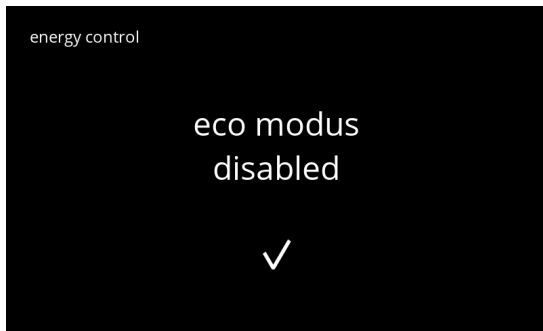 energy control
eco modus
disabled